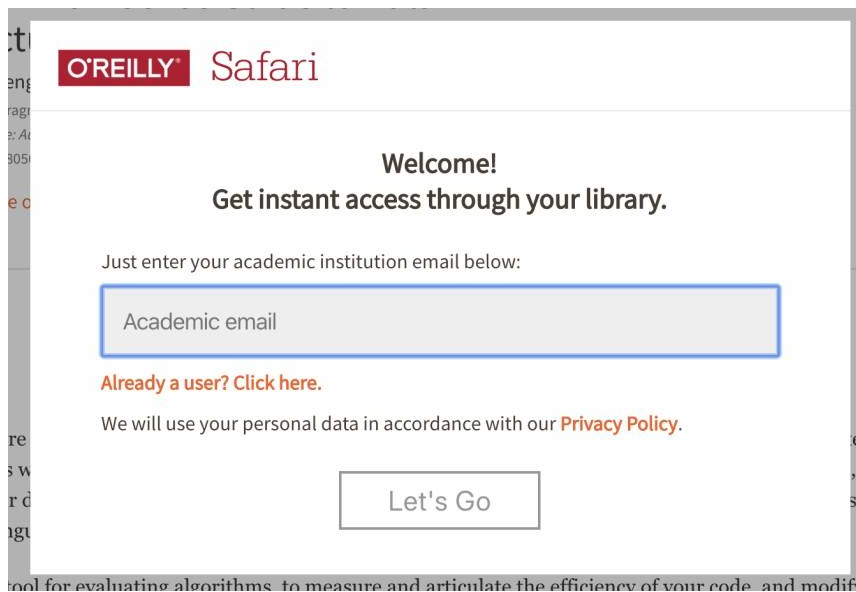 O'REILLY® Safari
Welcome!
Get instant access through your library.
Just enter your academic institution email below:
Academic email
Already a user? Click here.
We will use your personal data in accordance with our Privacy Policy.
Let's Go
tool for evaluating algorithms, to measure and articulate the efficiency of your code, and